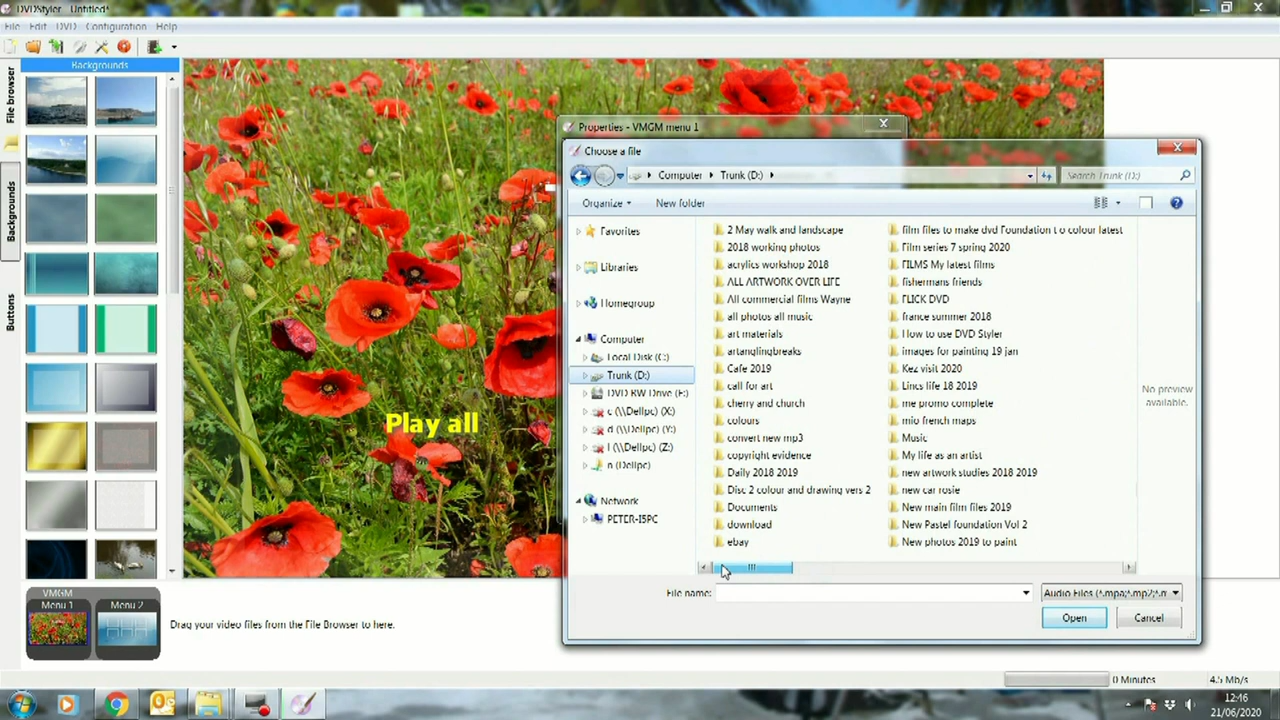 DVDStyler - Untitled*
File Edit DVD Configuration Help
File browser
Backgrounds
Buttons
Backgrounds
Play all
Properties - VMGM menu 1
Choose a file
Computer
Trunk (D:)
Search Trunk (D:)
Organize
New folder
Favorites
Libraries
Homegroup
Computer
Local Disk (C:)
Trunk (D:)
DVD RW Drive (E:)
c (\\Dellpc) (X:)
d (\\Dellpc) (Y:)
l (\\Dellpc) (Z:)
n (Dellpc)
Network
PETER-I5PC
2 May walk and landscape
2018 working photos
acrylics workshop 2018
ALL ARTWORK OVER LIFE
All commercial films Wayne
all photos all music
art materials
artanglingbreaks
Cafe 2019
call for art
cherry and church
colours
convert new mp3
copyright evidence
Daily 2018 2019
Disc 2 colour and drawing vers 2
Documents
download
ebay
film files to make dvd Foundation t o colour latest
Film series 7 spring 2020
FILMS My latest films
fishermans friends
FLICK DVD
france summer 2018
How to use DVD Styler
images for painting 19 jan
Kez visit 2020
Lincs life 18 2019
me promo complete
mio french maps
Music
My life as an artist
new artwork studies 2018 2019
new car rosie
New main film files 2019
New Pastel foundation Vol 2
New photos 2019 to paint
No preview
available.
File name:
Audio Files (*.mpa;*.mp2;*.m
Open
Cancel
VMGM
Menu 1
Menu 2
Drag your video files from the File Browser to here.
0 Minutes
4.5 Mb/s
12:46
21/06/2020